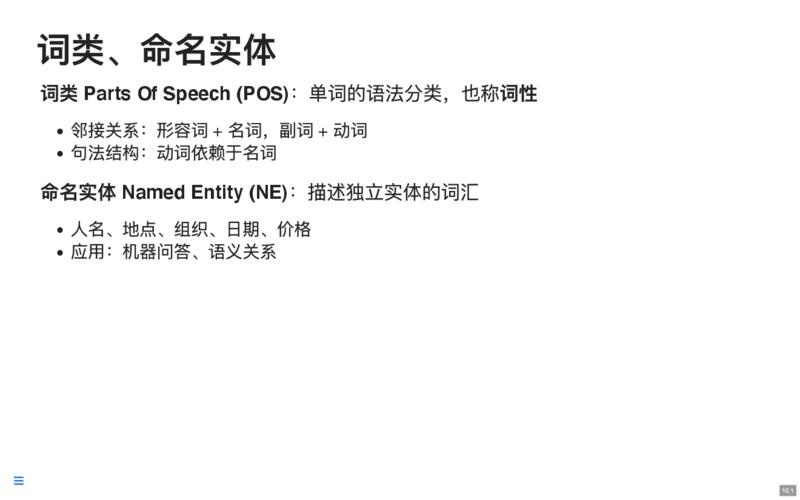 词类、命名实体
词类 Parts Of Speech (POS)：单词的语法分类，也称词性
• 邻接关系：形容词 + 名词，副词 + 动词
• 句法结构：动词依赖于名词
命名实体 Named Entity (NE)：描述独立实体的词汇
• 人名、地点、组织、日期、价格
• 应用：机器问答、语义关系
10.1